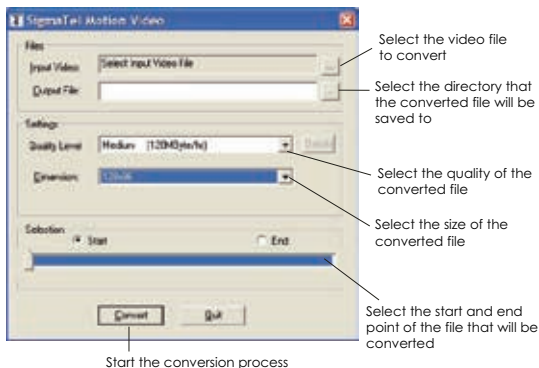 SigmaTel Motion Video
Select the video file
to convert
Files
Input Video:
Select Input Video File
...
Output File:
...
Select the directory that
the converted file will be
saved to
Settings
Quality Level
Medium (120MByte/hr)
Select the quality of the
converted file
Dimension:
Select the size of the
converted file
Selection
Start
End
Select the start and end
point of the file that will be
converted
Convert
Quit
Start the conversion process